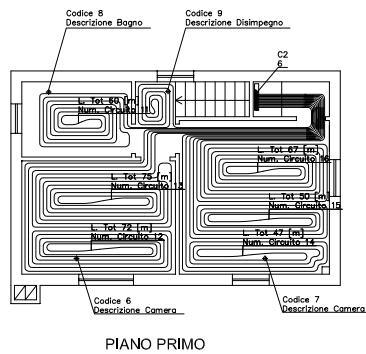 Codice 8
Descrizione Bagno
Codice 9
Descrizione Disimpegno
C2
6
L. Tot 60 [m]
Num. Circuito 11
L. Tot 67 [m]
Num. Circuito 16
L. Tot 75 [m]
Num. Circuito 13
L. Tot 50 [m]
Num. Circuito 15
L. Tot 72 [m]
Num. Circuito 12
L. Tot 47 [m]
Num. Circuito 14
Codice 6
Descrizione Camera
Codice 7
Descrizione Camera
PIANO PRIMO